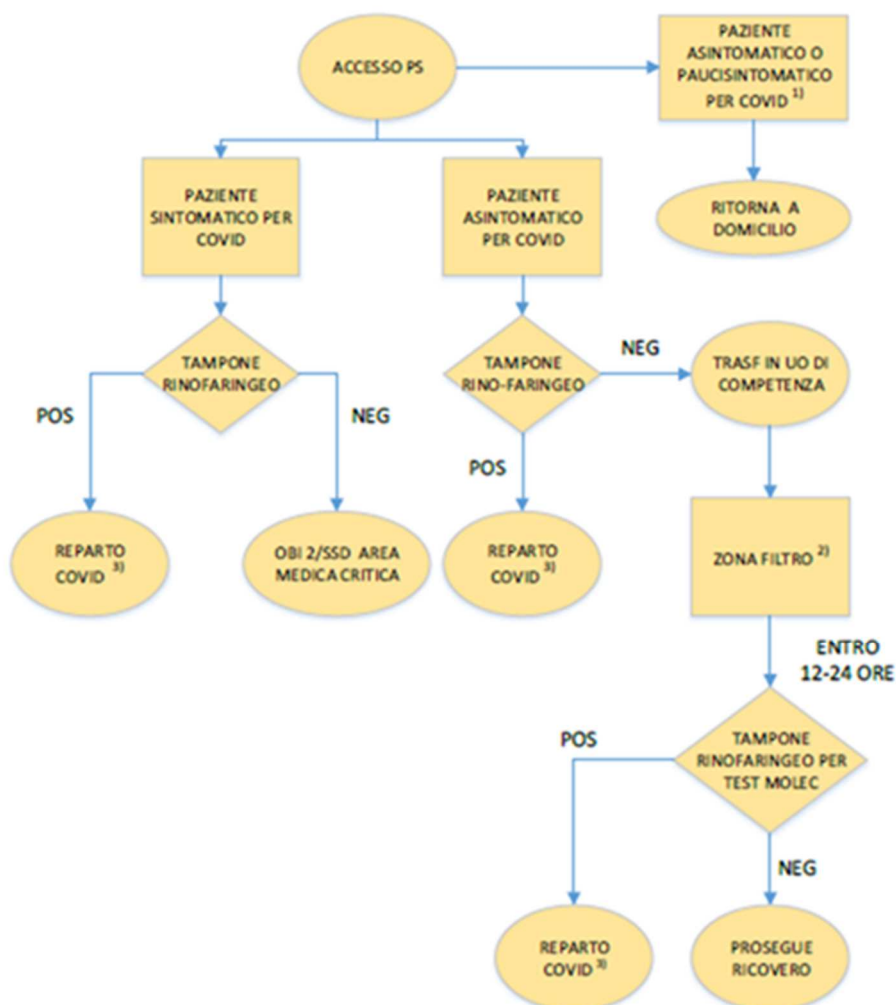 ACCESSO PS
PAZIENTE
ASINTOMATICO O
PAUCISINTOMATICO
PER COVID 1)
PAZIENTE
SINTOMATICO PER
COVID
PAZIENTE
ASINTOMATICO
PER COVID
RITORNA A
DOMICILIO
TAMPONE
RINOFARINGEO
POS
NEG
TAMPONE
RINO-FARINGEO
NEG
POS
TRASF IN UO DI
COMPETENZA
REPARTO
COVID 3)
OBI 2/SSD AREA
MEDICA CRITICA
REPARTO
COVID 3)
ZONA FILTRO 2)
ENTRO
12-24 ORE
TAMPONE
RINOFARINGEO PER
TEST MOLEC
POS
NEG
REPARTO
COVID 3)
PROSEGUE
RICOVERO